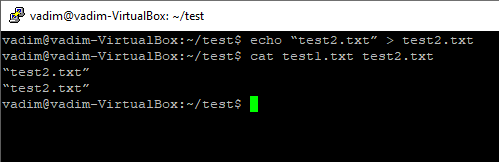 vadim@vadim-VirtualBox: ~/test
vadim@vadim-VirtualBox:~/test$ echo “test2.txt” > test2.txt
vadim@vadim-VirtualBox:~/test$ cat test1.txt test2.txt
“test2.txt”
“test2.txt”
vadim@vadim-VirtualBox:~/test$